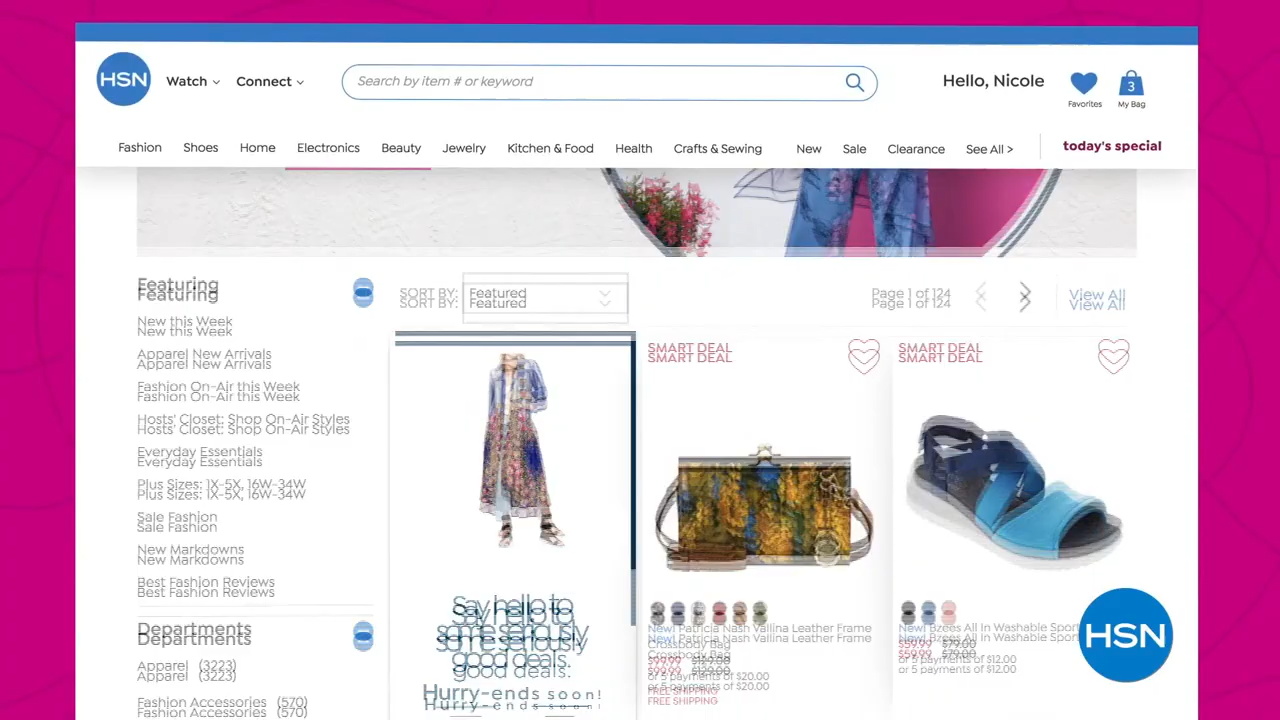 HSN
Watch
Connect
Search by item # or keyword
Hello, Nicole
Favorites
3
My Bag
Fashion
Shoes
Home
Electronics
Beauty
Jewelry
Kitchen & Food
Health
Crafts & Sewing
New
Sale
Clearance
See All >
today's special
Featuring
SORT BY:
Featured
Page 1 of 124
View All
New this Week
Apparel New Arrivals
Fashion On-Air this Week
Hosts' Closet: Shop On-Air Styles
Everyday Essentials
Plus Sizes: 1X-5X, 16W-34W
Sale Fashion
New Markdowns
Best Fashion Reviews
Departments
Apparel (3223)
Fashion Accessories (570)
Say hello to
some seriously
good deals.
Hurry-ends soon!
SMART DEAL
New! Patricia Nash Vallina Leather Frame
Crossbody Bag
$99.99 $129.00
or 5 payments of $20.00
FREE SHIPPING
SMART DEAL
New! Bzees All In Washable Sport
$59.99 $79.00
or 5 payments of $12.00
HSN